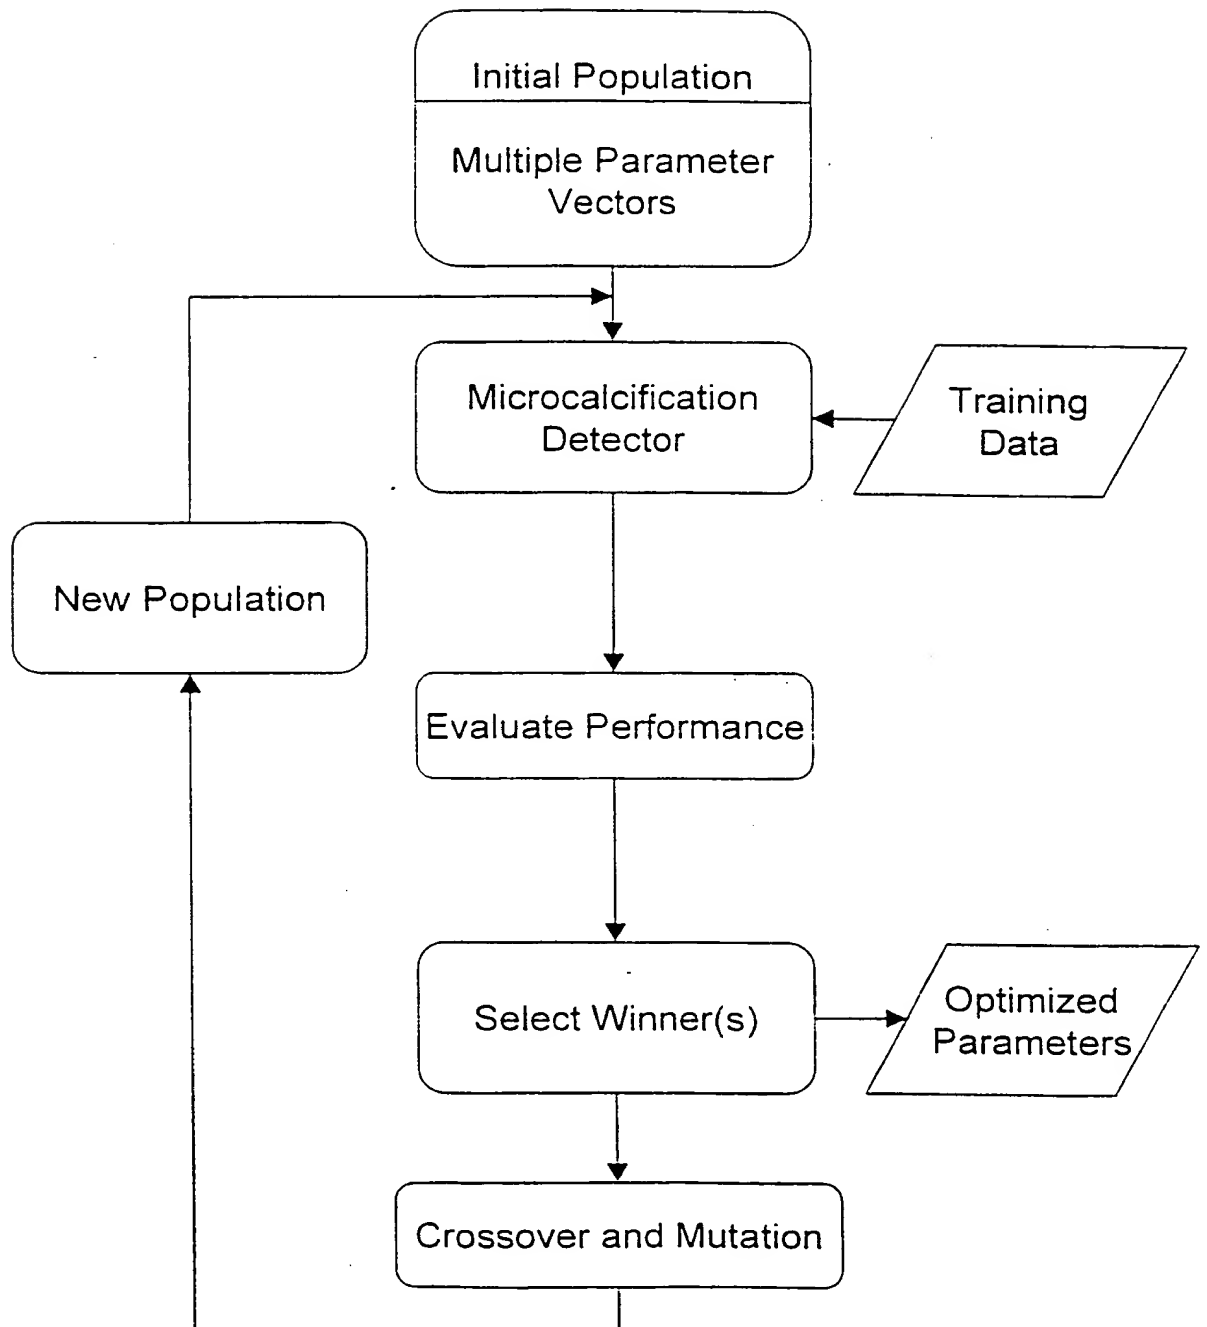 Initial Population
Multiple Parameter
Vectors
Microcalcification
Detector
Training
Data
New Population
Evaluate Performance
Select Winner(s)
Optimized
Parameters
Crossover and Mutation